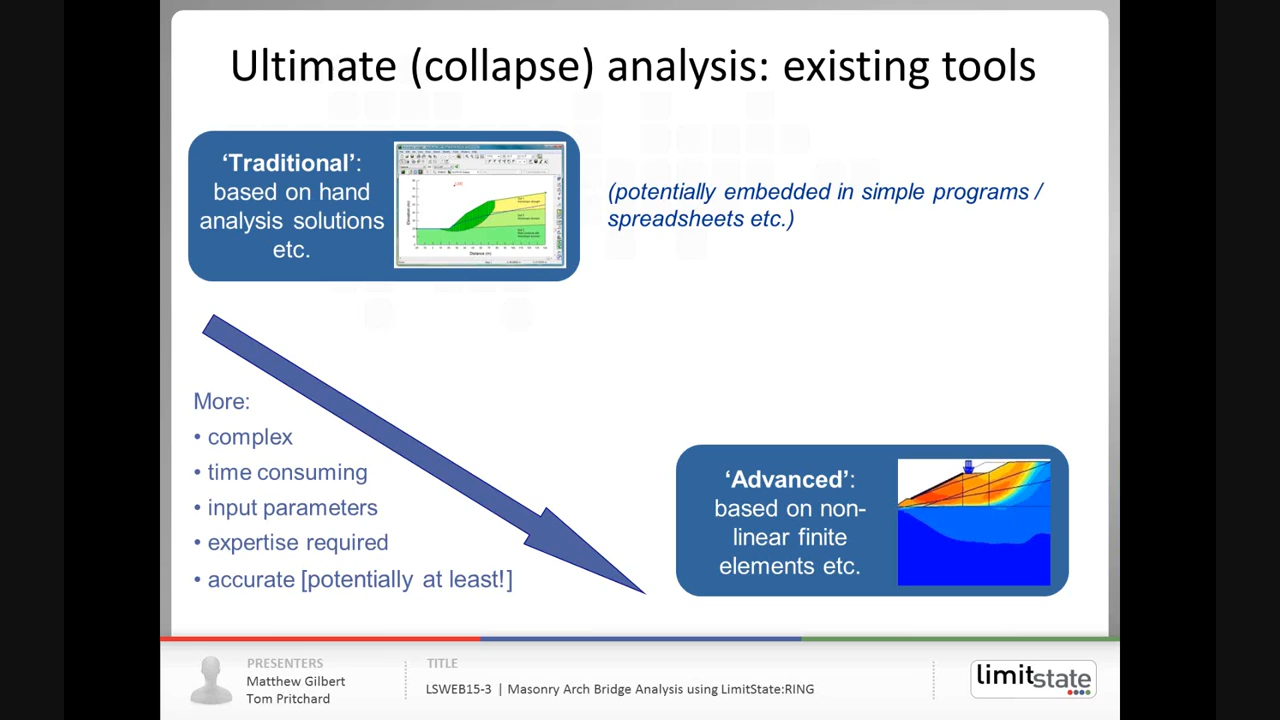 Ultimate (collapse) analysis: existing tools
‘Traditional’:
based on hand
analysis solutions
etc.
(potentially embedded in simple programs /
spreadsheets etc.)
More:
• complex
• time consuming
• input parameters
• expertise required
• accurate [potentially at least!]
‘Advanced’:
based on non-
linear finite
elements etc.
PRESENTERS
Matthew Gilbert
Tom Pritchard
TITLE
LSWEB15-3 | Masonry Arch Bridge Analysis using LimitState:RING
limitstate